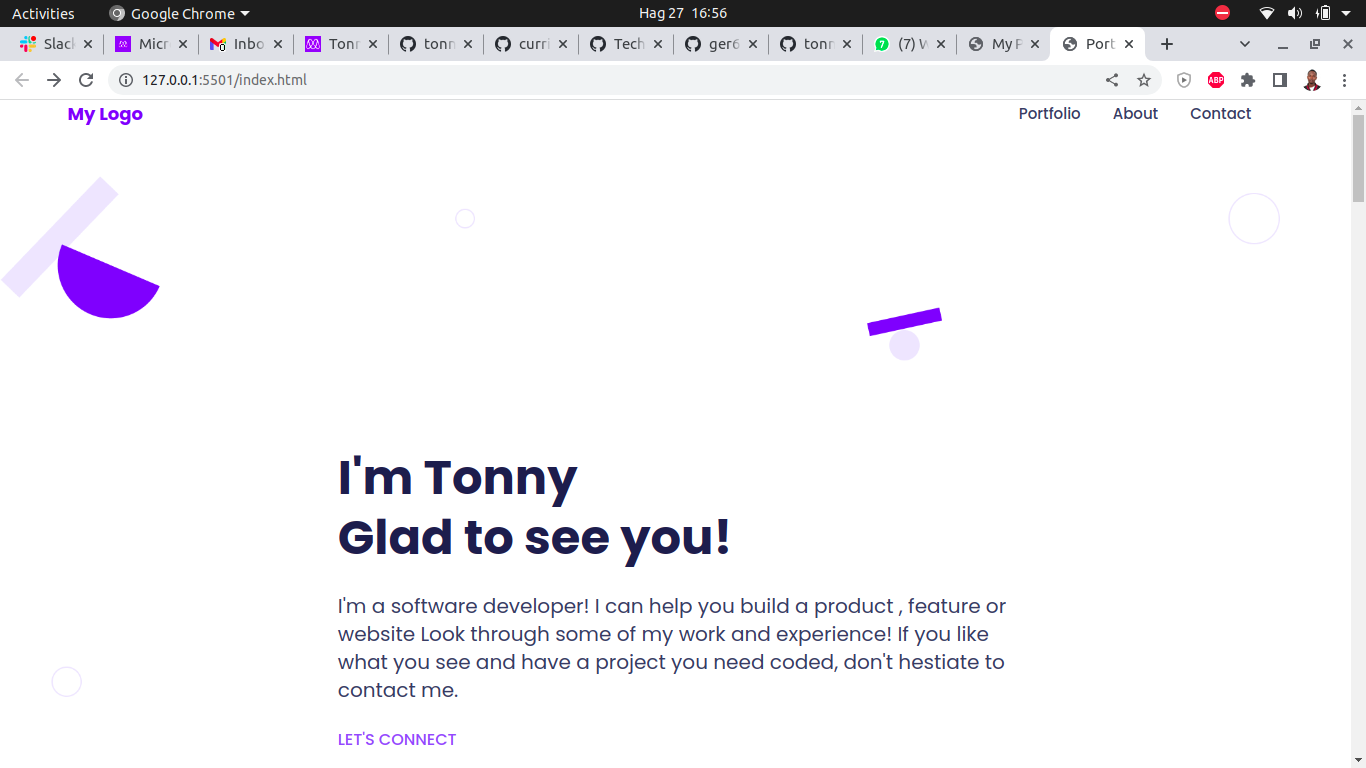 Activities Google Chrome Hag 27 16:56
Slack Micr Inbo Tonr tonn curri Tech ger6 tonn (7) W My P Port
127.0.0.1:5501/index.html ABP
My Logo Portfolio About Contact
I'm Tonny
Glad to see you!
I'm a software developer! I can help you build a product , feature or
website Look through some of my work and experience! If you like
what you see and have a project you need coded, don't hestiate to
contact me.
LET'S CONNECT